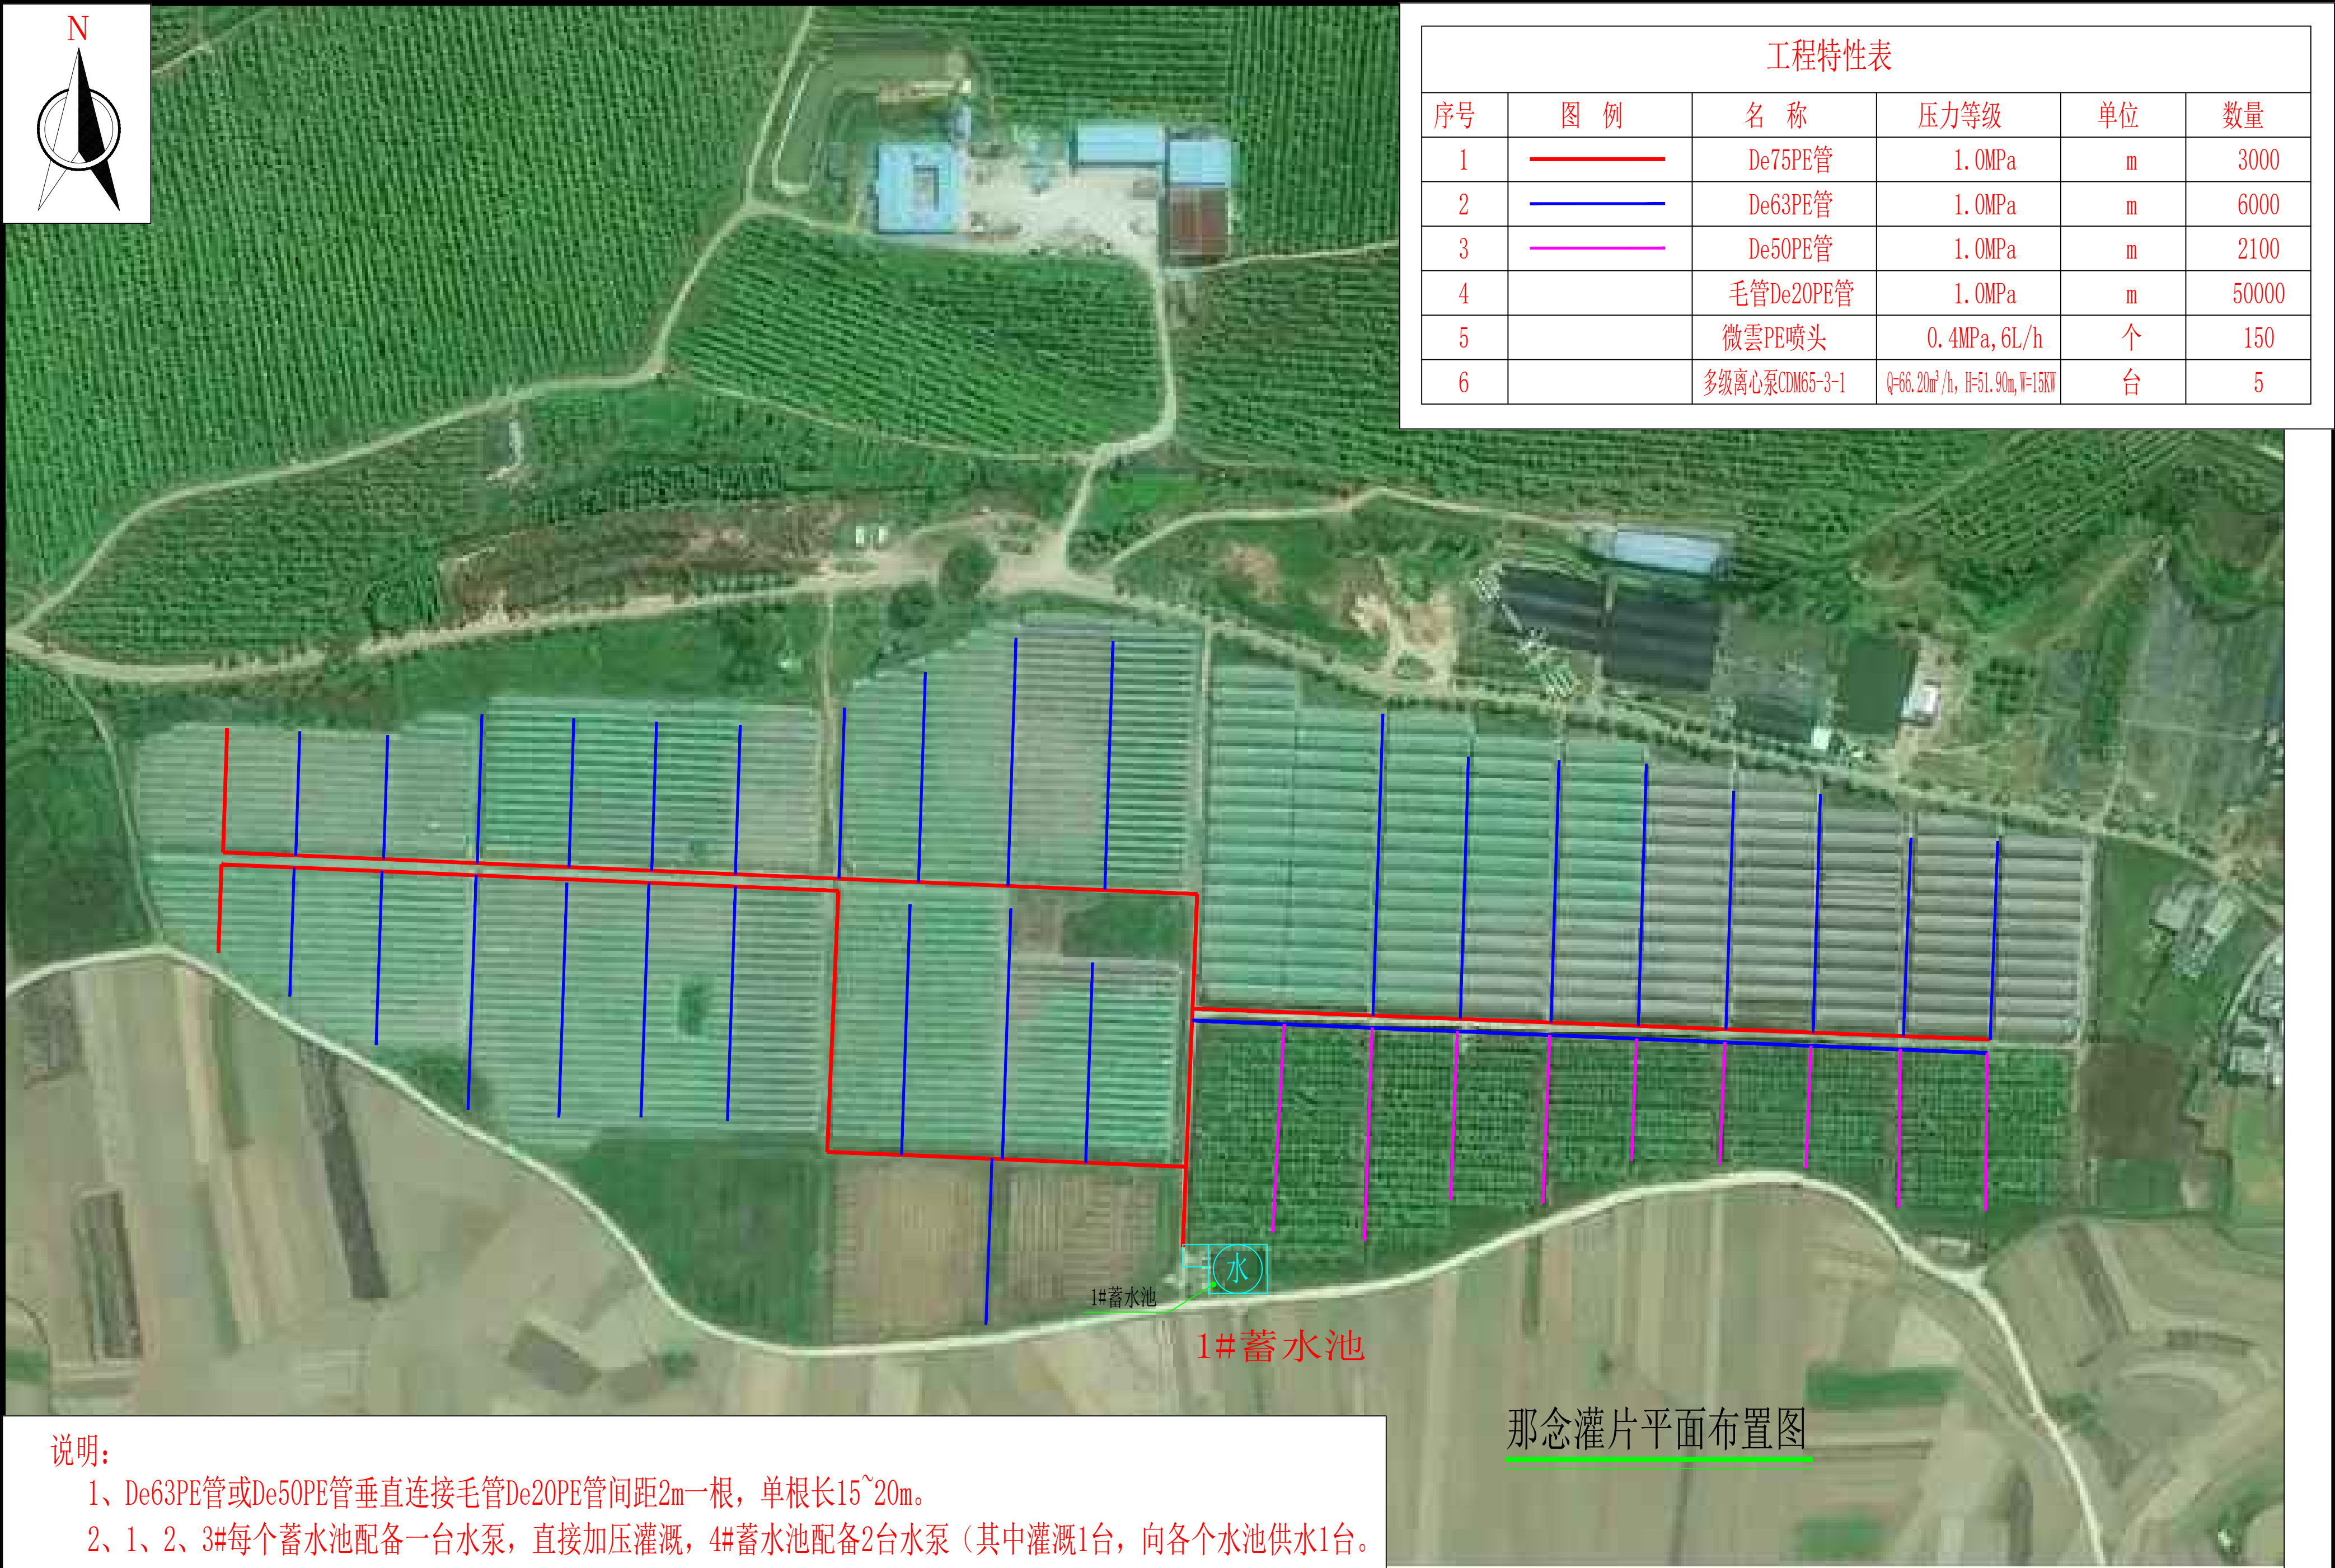 N
工程特性表
序号 图 例 名 称 压力等级 单位 数量
1 De75PE管 1.0MPa m 3000
2 De63PE管 1.0MPa m 6000
3 De50PE管 1.0MPa m 2100
4 毛管De20PE管 1.0MPa m 50000
5 微雲PE喷头 0.4MPa,6L/h 个 150
6 多级离心泵CDM65-3-1 Q=66.20m³/h, H=51.90m,W=15KW 台 5
水
1#蓄水池
1#蓄水池
那念灌片平面布置图
说明：
1、De63PE管或De50PE管垂直连接毛管De20PE管间距2m一根，单根长15~20m。
2、1、2、3#每个蓄水池配备一台水泵，直接加压灌溉，4#蓄水池配备2台水泵（其中灌溉1台，向各个水池供水1台。